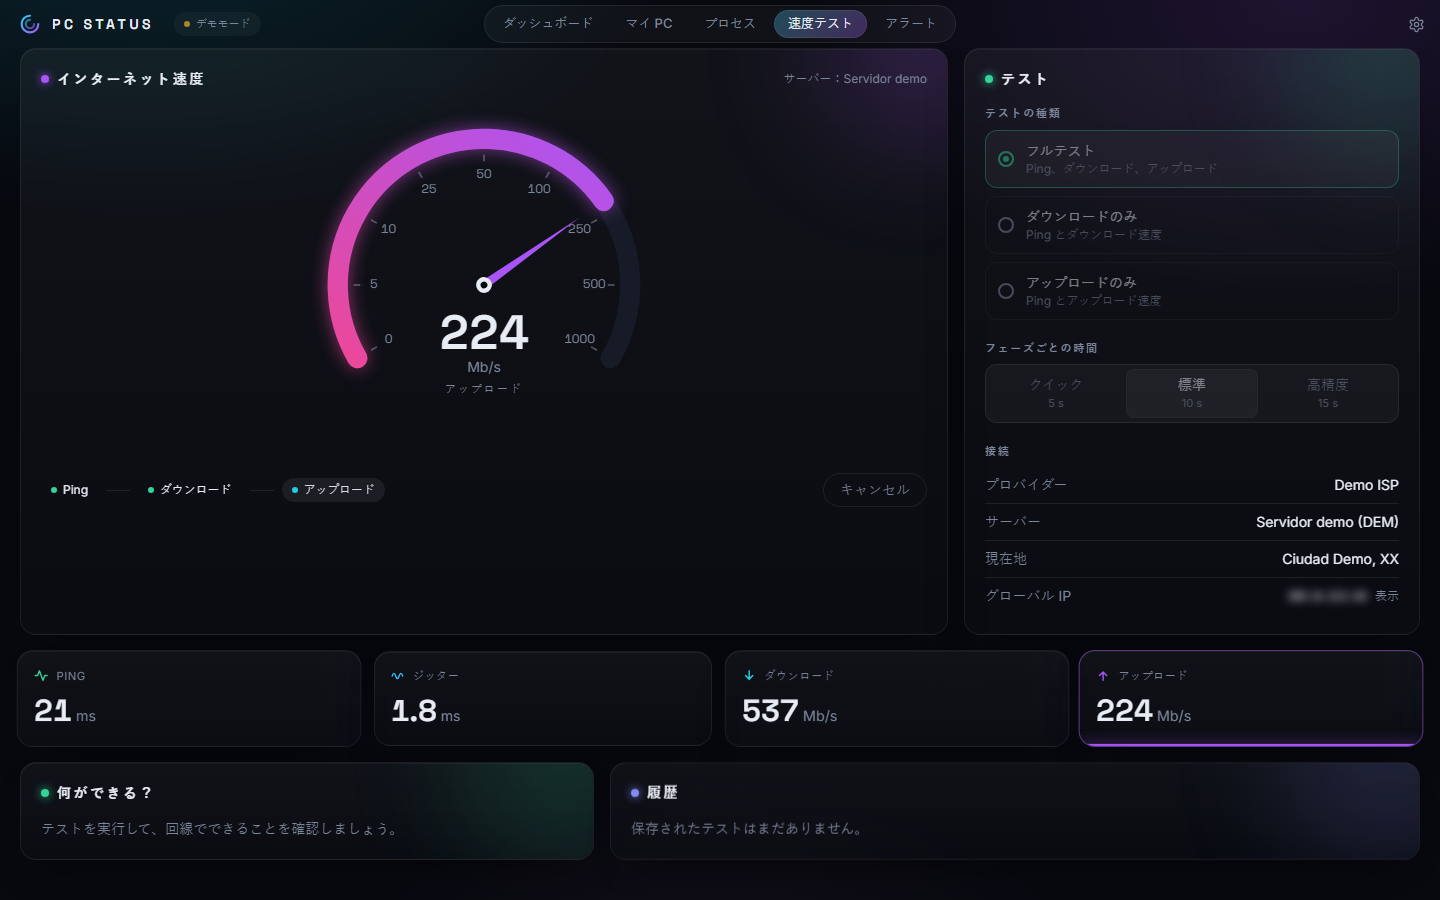 PC STATUS
デモモード
ダッシュボード
マイ PC
プロセス
速度テスト
アラート
インターネット速度
サーバー：Servidor demo
0
5
10
25
50
100
250
500
1000
224
Mb/s
アップロード
Ping
ダウンロード
アップロード
キャンセル
テスト
テストの種類
フルテスト
Ping、ダウンロード、アップロード
ダウンロードのみ
Ping とダウンロード速度
アップロードのみ
Ping とアップロード速度
フェーズごとの時間
クイック
5 s
標準
10 s
高精度
15 s
接続
プロバイダー
Demo ISP
サーバー
Servidor demo (DEM)
現在地
Ciudad Demo, XX
グローバル IP
表示
PING
21 ms
ジッター
1.8 ms
ダウンロード
537 Mb/s
アップロード
224 Mb/s
何ができる？
テストを実行して、回線でできることを確認しましょう。
履歴
保存されたテストはまだありません。